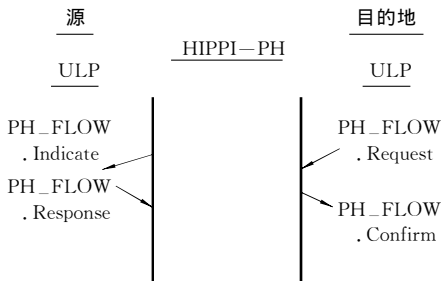 源
目的地
HIPPI—PH
ULP
ULP
PH_FLOW
.Indicate
PH_FLOW
.Response
PH_FLOW
.Request
PH_FLOW
.Confirm